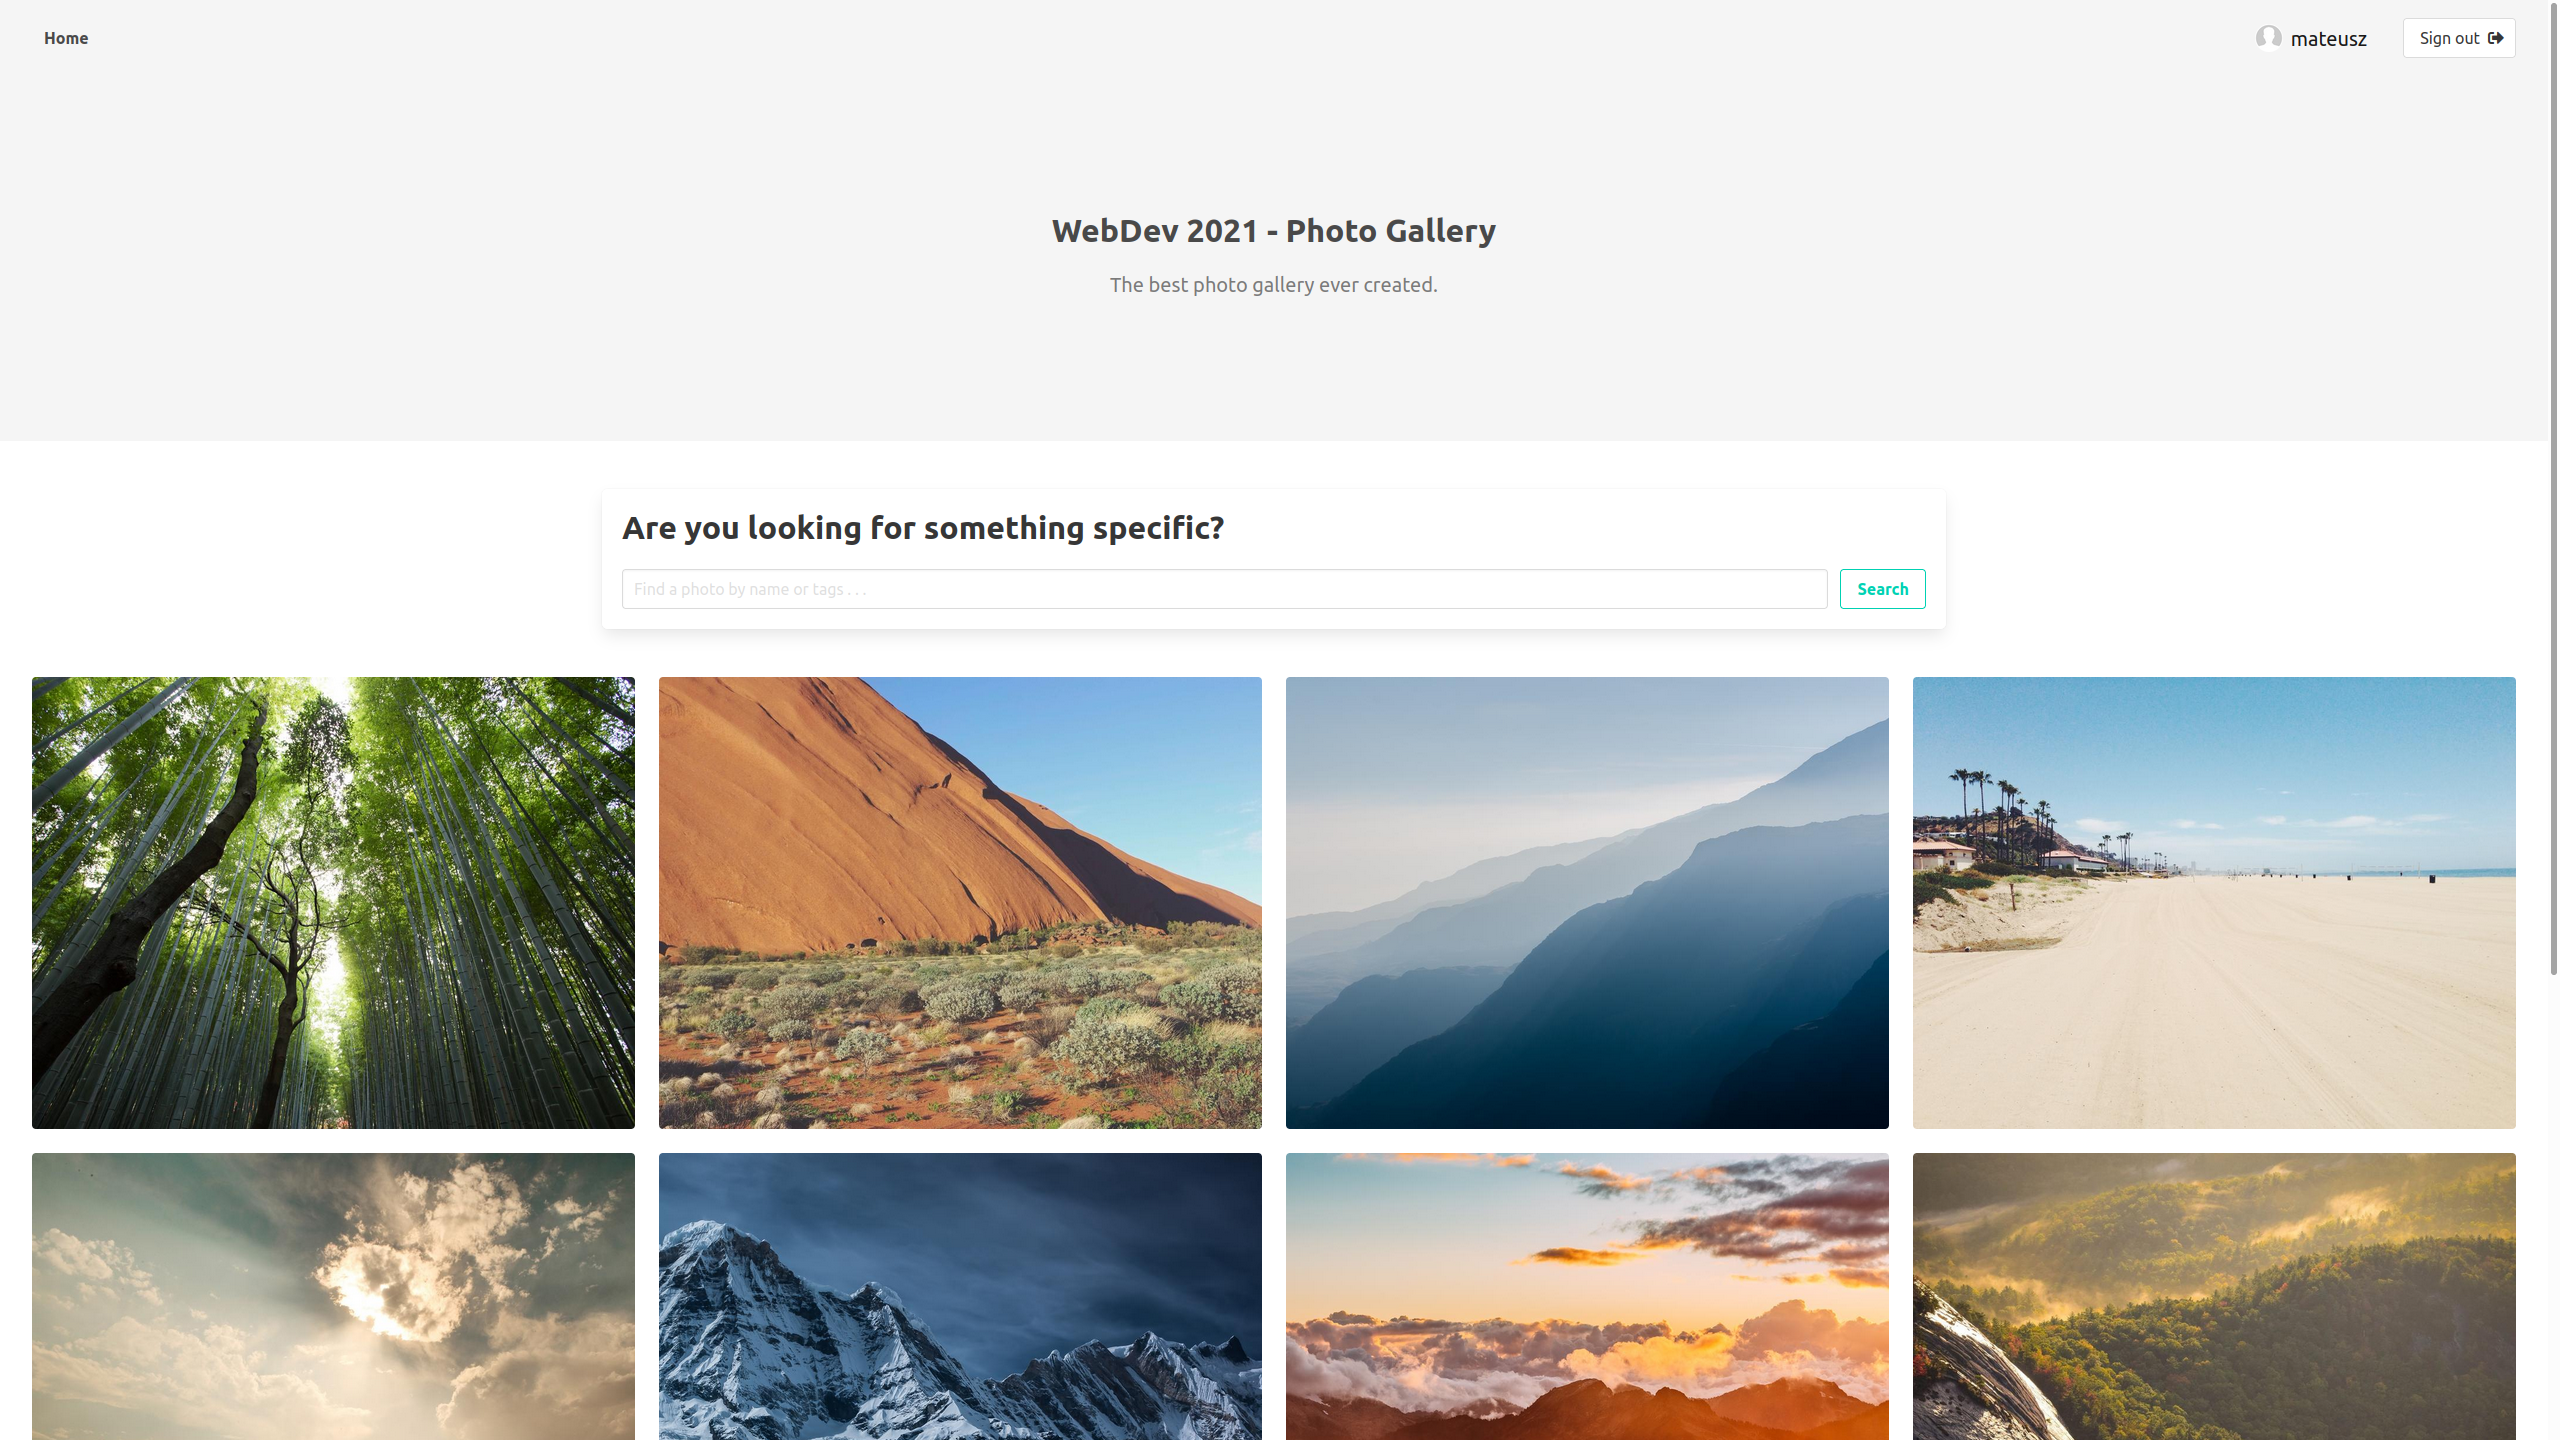 Home
mateusz
Sign out
WebDev 2021 - Photo Gallery
The best photo gallery ever created.
Are you looking for something specific?
Find a photo by name or tags . . .
Search